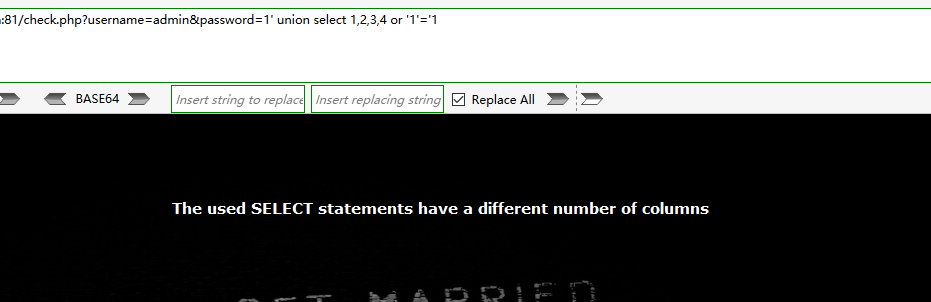 :81/check.php?username=admin&password=1' union select 1,2,3,4 or '1'='1
BASE64
Insert string to replace
Insert replacing string
Replace All
The used SELECT statements have a different number of columns
GET MARRIED